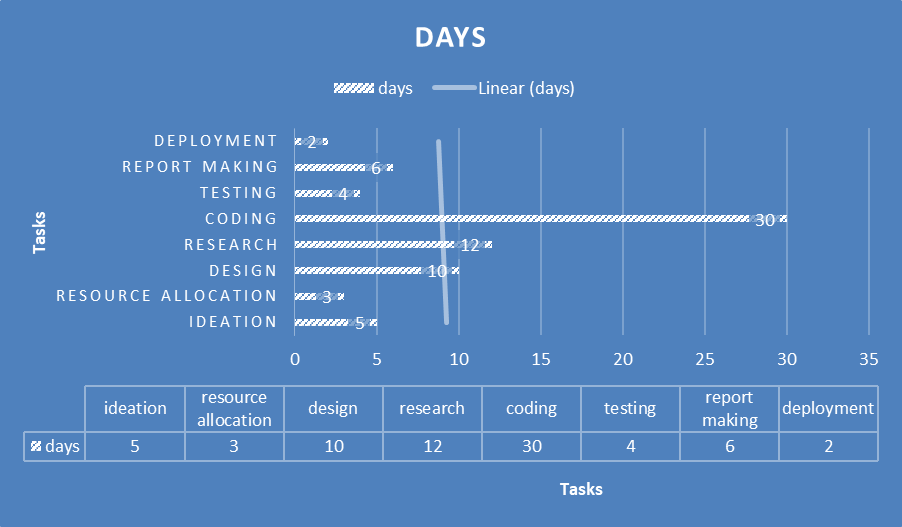 DAYS
days Linear (days)
DEPLOYMENT 2
REPORT MAKING 6
TESTING 4
CODING 30
RESEARCH 12
DESIGN 10
RESOURCE ALLOCATION 3
IDEATION 5
Tasks
0 5 10 15 20 25 30 35
ideation resource allocation design research coding testing report making deployment
days 5 3 10 12 30 4 6 2
Tasks